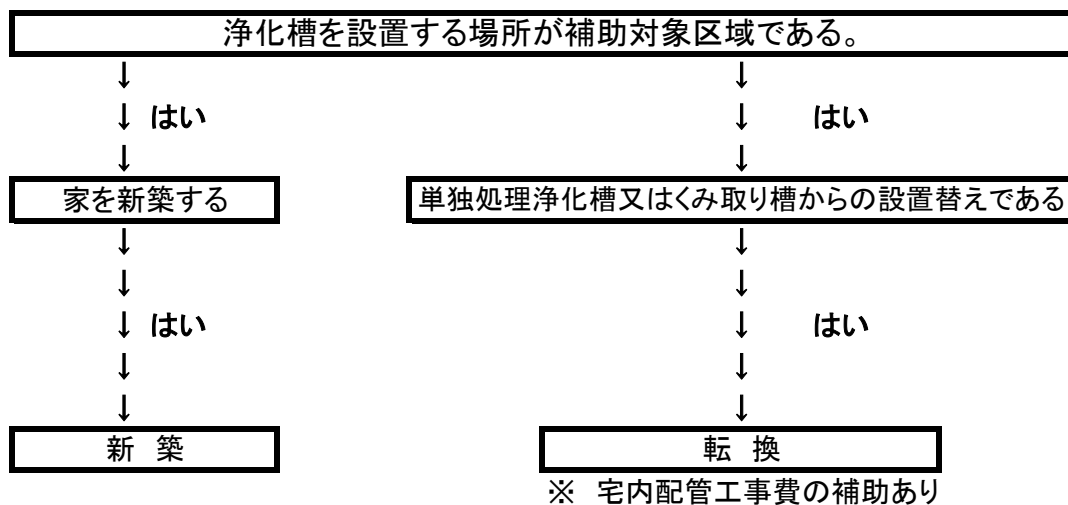 浄化槽を設置する場所が補助対象区域である。
↓ ↓
↓ はい ↓ はい
↓ ↓
家を新築する 単独処理浄化槽又はくみ取り槽からの設置替えである
↓ ↓
↓ ↓
↓ はい ↓ はい
↓ ↓
↓ ↓
新 築 転 換
※ 宅内配管工事費の補助あり